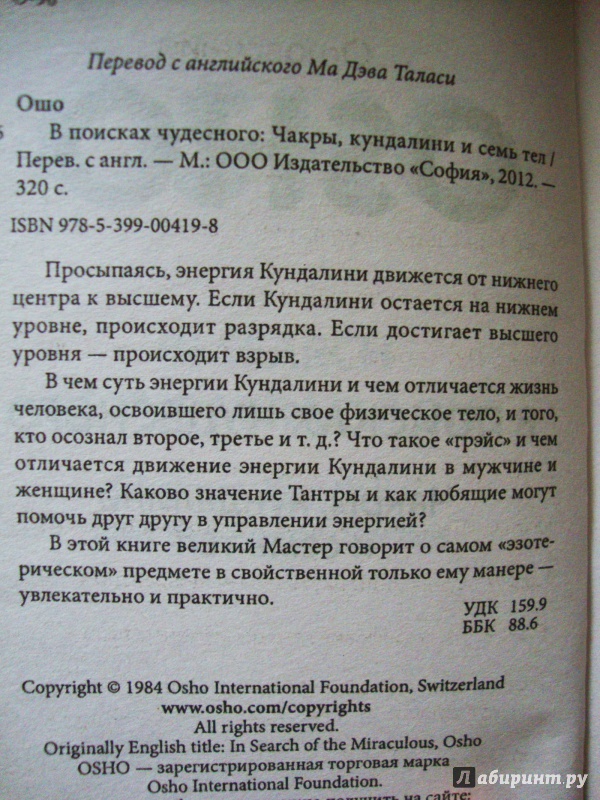 Перевод с английского Ма Дэва Таласи
Ошо
В поисках чудесного: Чакры, кундалини и семь тел /
Перев. с англ. — М.: ООО Издательство «София», 2012. —
320 с.
ISBN 978-5-399-00419-8
Просыпаясь, энергия Кундалини движется от нижнего
центра к высшему. Если Кундалини остается на нижнем
уровне, происходит разрядка. Если достигает высшего
уровня — происходит взрыв.
В чем суть энергии Кундалини и чем отличается жизнь
человека, освоившего лишь свое физическое тело, и того,
кто осознал второе, третье и т. д.? Что такое «грэйс» и чем
отличается движение энергии Кундалини в мужчине и
женщине? Каково значение Тантры и как любящие могут
помочь друг другу в управлении энергией?
В этой книге великий Мастер говорит о самом «эзоте-
рическом» предмете в свойственной только ему манере —
увлекательно и практично.
УДК 159.9
ББК 88.6
Copyright © 1984 Osho International Foundation, Switzerland
www.osho.com/copyrights
All rights reserved.
Originally English title: In Search of the Miraculous, Osho
OSHO — зарегистрированная торговая марка
Osho International Foundation.
получить на сайте:
Лабиринт.ру